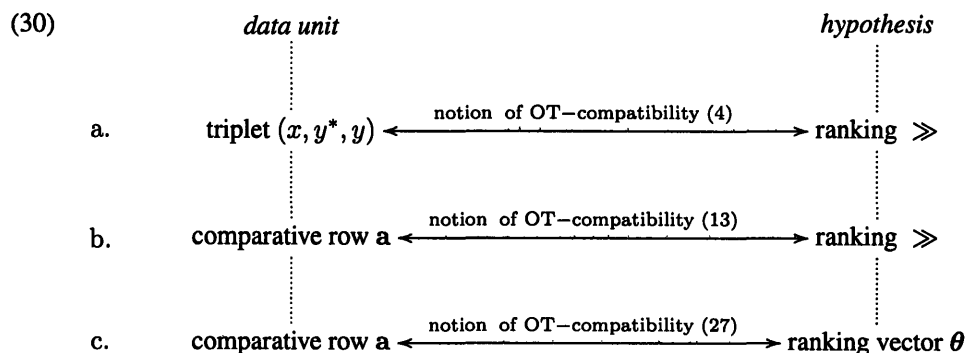 (30) data unit hypothesis
notion of OT−compatibility (4)
a. triplet (x, y*, y) ranking ≫
notion of OT−compatibility (13)
b. comparative row a ranking ≫
notion of OT−compatibility (27)
c. comparative row a ranking vector θ